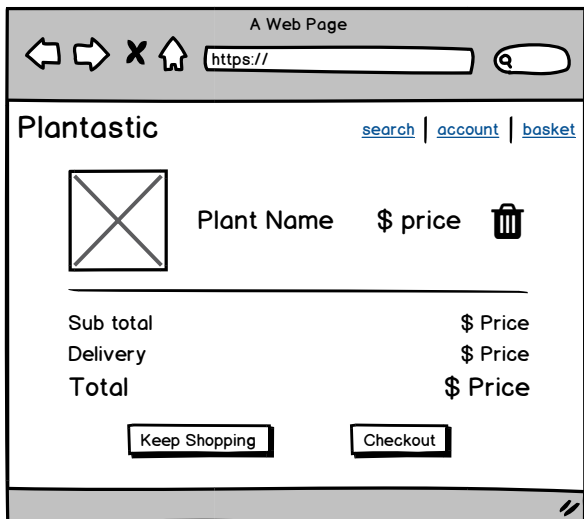 A Web Page
https://
Plantastic search account basket
Plant Name $ price
Sub total $ Price
Delivery $ Price
Total $ Price
Keep Shopping Checkout